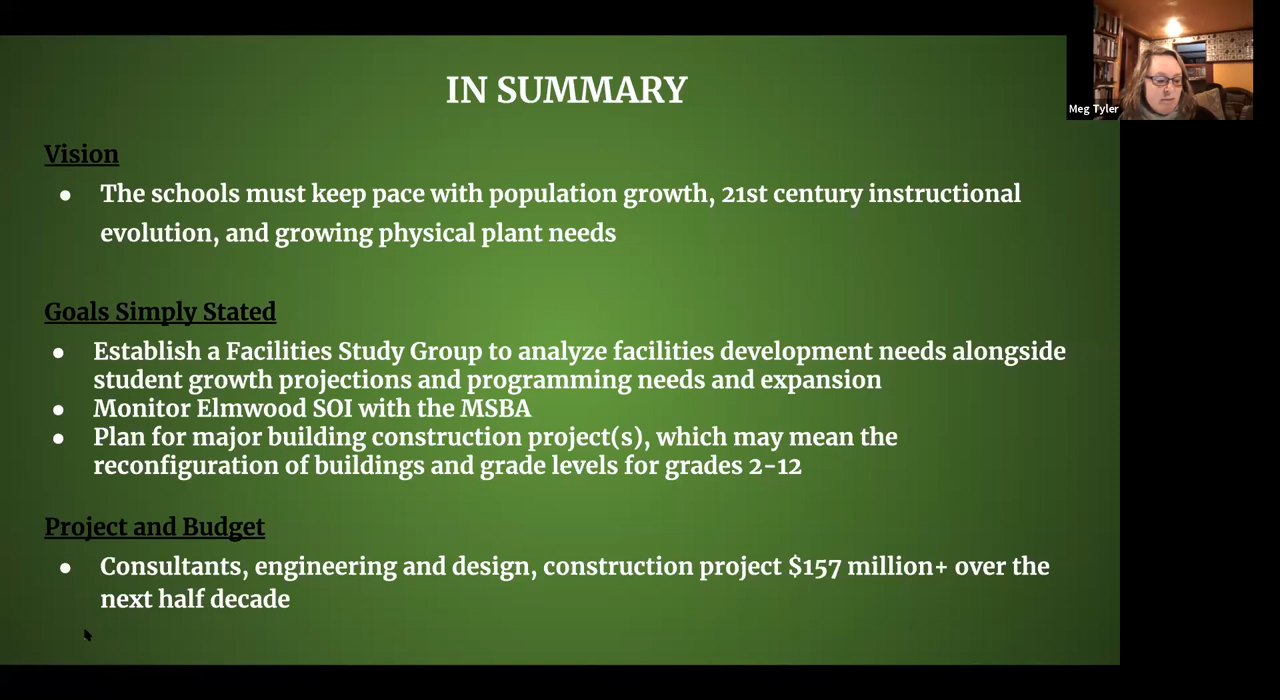 IN SUMMARY
Meg Tyler
Vision
● The schools must keep pace with population growth, 21st century instructional
evolution, and growing physical plant needs
Goals Simply Stated
● Establish a Facilities Study Group to analyze facilities development needs alongside
student growth projections and programming needs and expansion
● Monitor Elmwood SOI with the MSBA
● Plan for major building construction project(s), which may mean the
reconfiguration of buildings and grade levels for grades 2-12
Project and Budget
● Consultants, engineering and design, construction project $157 million+ over the
next half decade